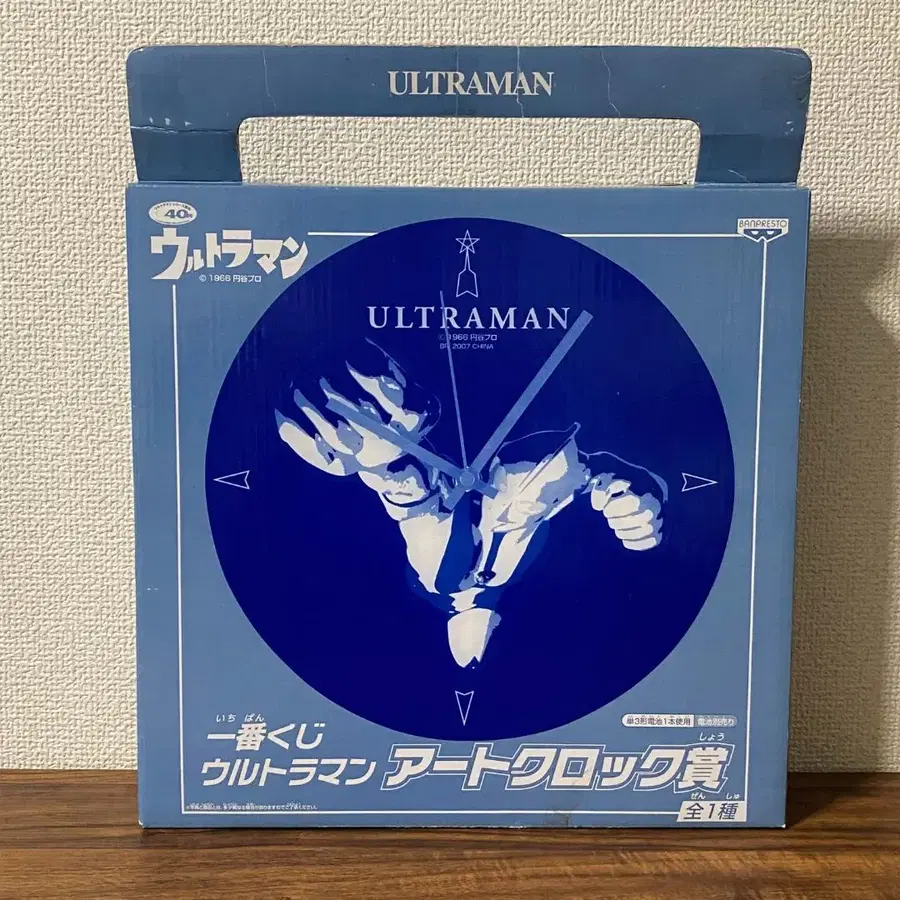 ULTRAMAN
40
ウルトラマン
© 1966 円谷プロ
BANPRESTO
ULTRAMAN
© 1966 円谷プロ
BP 2007 CHINA
単3形電池1本使用 電池別売り
いち ばん
一番くじ
ウルトラマン
しょう
アートクロック賞
ぜん しゅ
全1種